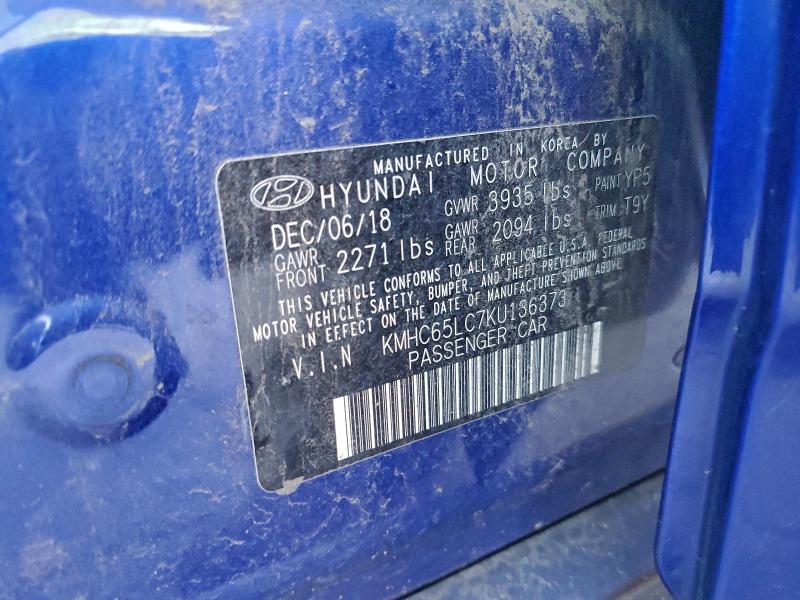 MANUFACTURED IN KOREA BY
HYUNDAI MOTOR COMPANY
DEC/06/18 GVWR 3935 lbs PAINT YP5
GAWR FRONT 2271 lbs GAWR REAR 2094 lbs TRIM T9Y
THIS VEHICLE CONFORMS TO ALL APPLICABLE U.S.A. FEDERAL
MOTOR VEHICLE SAFETY, BUMPER, AND THEFT PREVENTION STANDARDS
IN EFFECT ON THE DATE OF MANUFACTURE SHOWN ABOVE
V.I.N KMHC65LC7KU136373
PASSENGER CAR